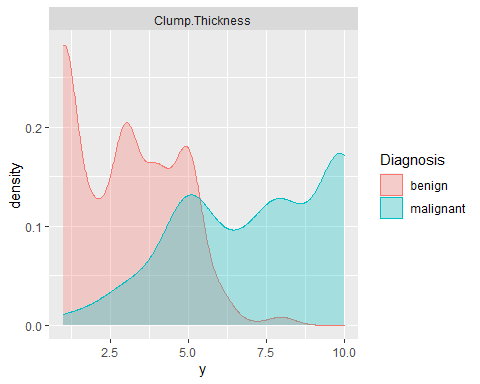 Clump.Thickness
density
0.2
0.1
0.0
2.5 5.0 7.5 10.0
y
Diagnosis
benign
malignant